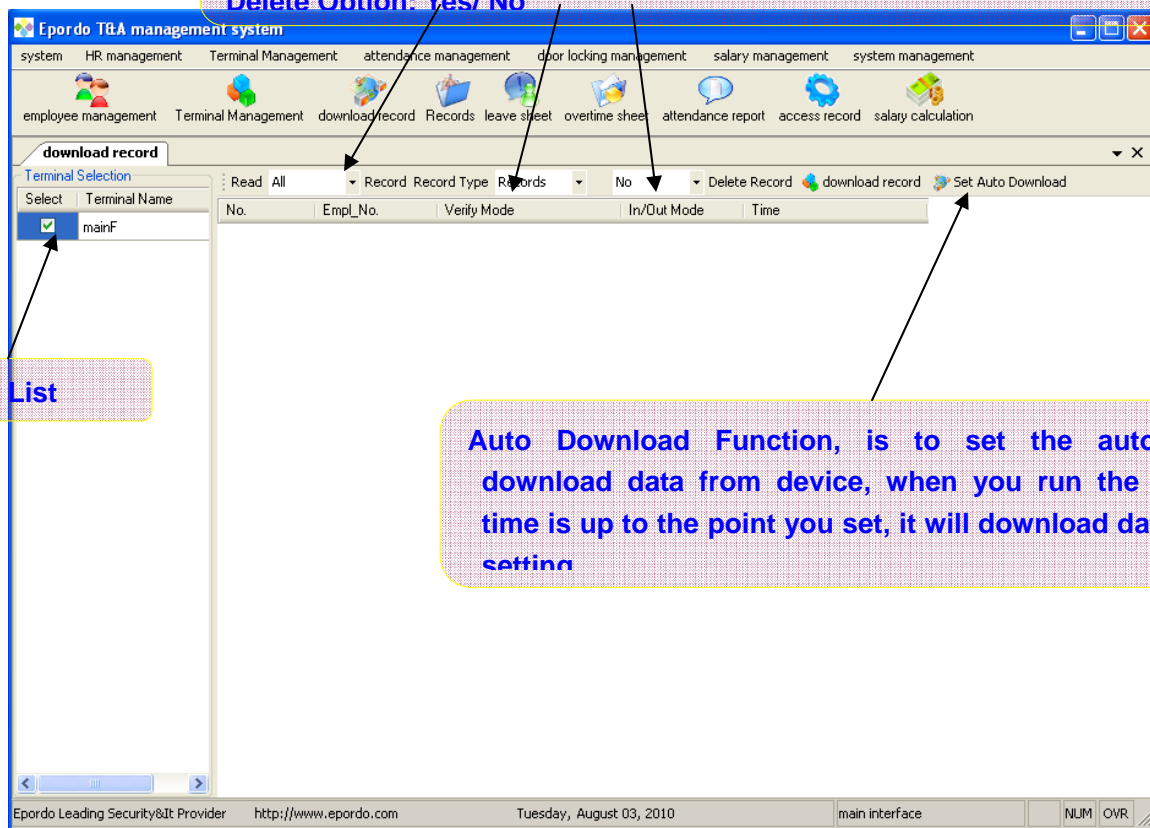 Delete Option: Yes/ No
Epordo T&A management system
system HR management Terminal Management attendance management door locking management salary management system management
employee management Terminal Management download record Records leave sheet overtime sheet attendance report access record salary calculation
download record
Terminal Selection
Select Terminal Name
mainF
Read All Record Record Type Records No Delete Record download record Set Auto Download
No. Empl_No. Verify Mode In/Out Mode Time
List
Auto Download Function, is to set the auto
download data from device, when you run the
time is up to the point you set, it will download da
setting
Epordo Leading Security&It Provider http://www.epordo.com Tuesday, August 03, 2010 main interface NUM OVR